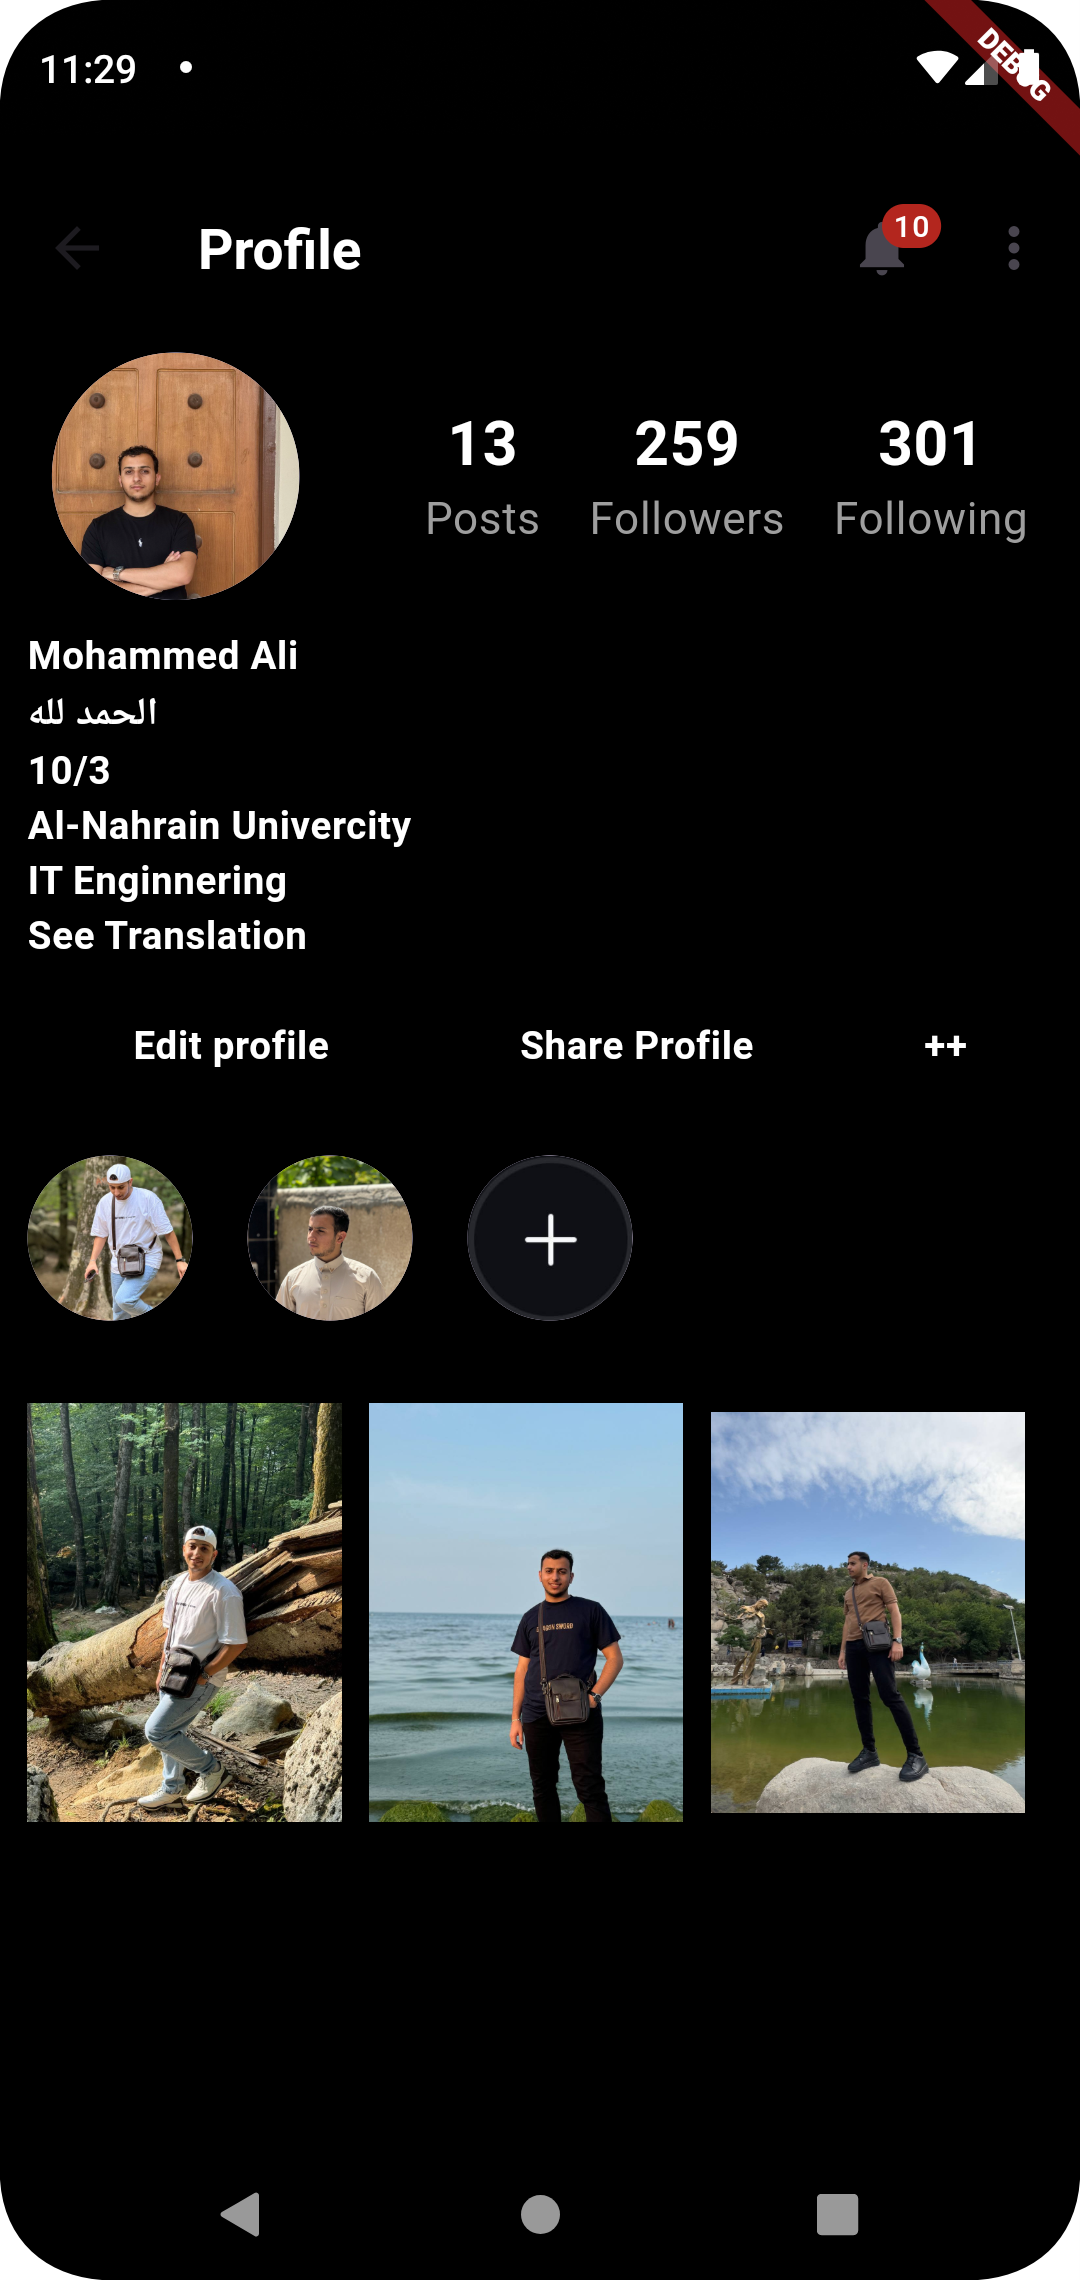 11:29
DEBUG
Profile
10
13 259 301
Posts Followers Following
Mohammed Ali
الحمد لله
10/3
Al-Nahrain Univercity
IT Enginnering
See Translation
Edit profile Share Profile ++
SWORD